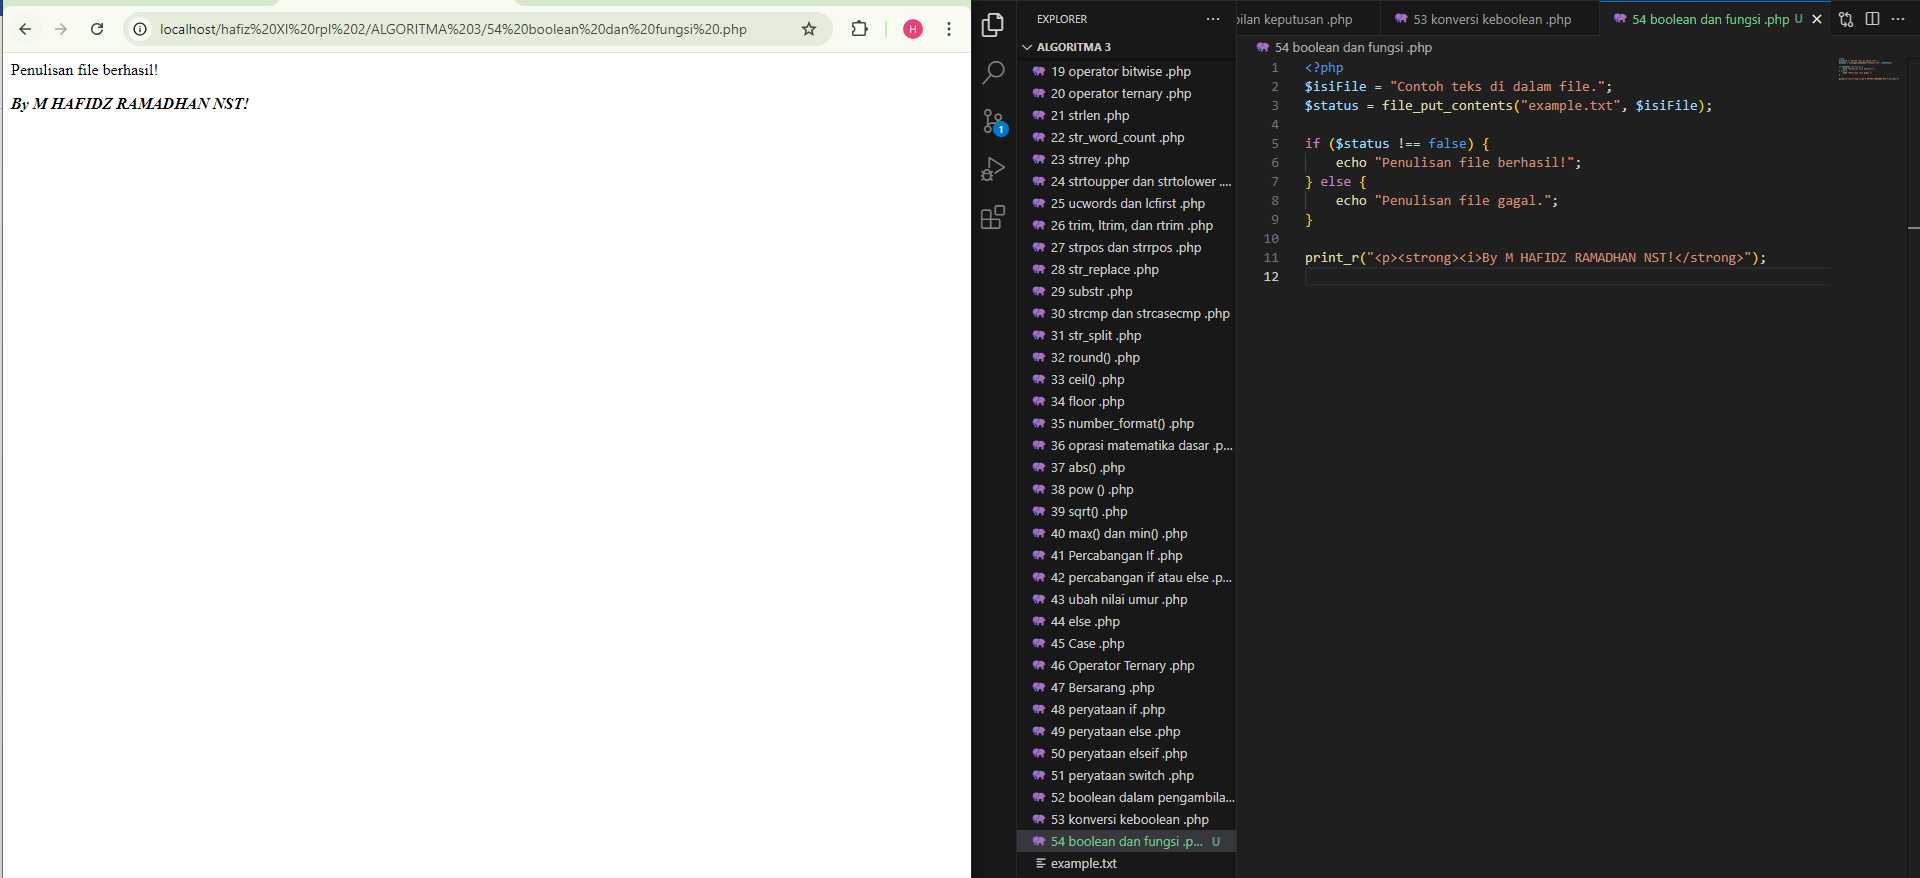 localhost/hafiz%20XI%20rpl%202/ALGORITMA%203/54%20boolean%20dan%20fungsi%20.php
H
Penulisan file berhasil!
By M HAFIDZ RAMADHAN NST!
1
EXPLORER
ALGORITMA 3
19 operator bitwise .php
20 operator ternary .php
21 strlen .php
22 str_word_count .php
23 strrey .php
24 strtoupper dan strtolower ....
25 ucwords dan lcfirst .php
26 trim, ltrim, dan rtrim .php
27 strpos dan strrpos .php
28 str_replace .php
29 substr .php
30 strcmp dan strcasecmp .php
31 str_split .php
32 round() .php
33 ceil() .php
34 floor .php
35 number_format() .php
36 oprasi matematika dasar .p...
37 abs() .php
38 pow () .php
39 sqrt() .php
40 max() dan min() .php
41 Percabangan If .php
42 percabangan if atau else .p...
43 ubah nilai umur .php
44 else .php
45 Case .php
46 Operator Ternary .php
47 Bersarang .php
48 peryataan if .php
49 peryataan else .php
50 peryataan elseif .php
51 peryataan switch .php
52 boolean dalam pengambila...
53 konversi keboolean .php
54 boolean dan fungsi .p... U
example.txt
bilan keputusan .php
53 konversi keboolean .php
54 boolean dan fungsi .php U
54 boolean dan fungsi .php
1 <?php
2 $isiFile = "Contoh teks di dalam file.";
3 $status = file_put_contents("example.txt", $isiFile);
4
5 if ($status !== false) {
6     echo "Penulisan file berhasil!";
7 } else {
8     echo "Penulisan file gagal.";
9 }
10
11 print_r("<p><strong><i>By M HAFIDZ RAMADHAN NST!</strong>");
12